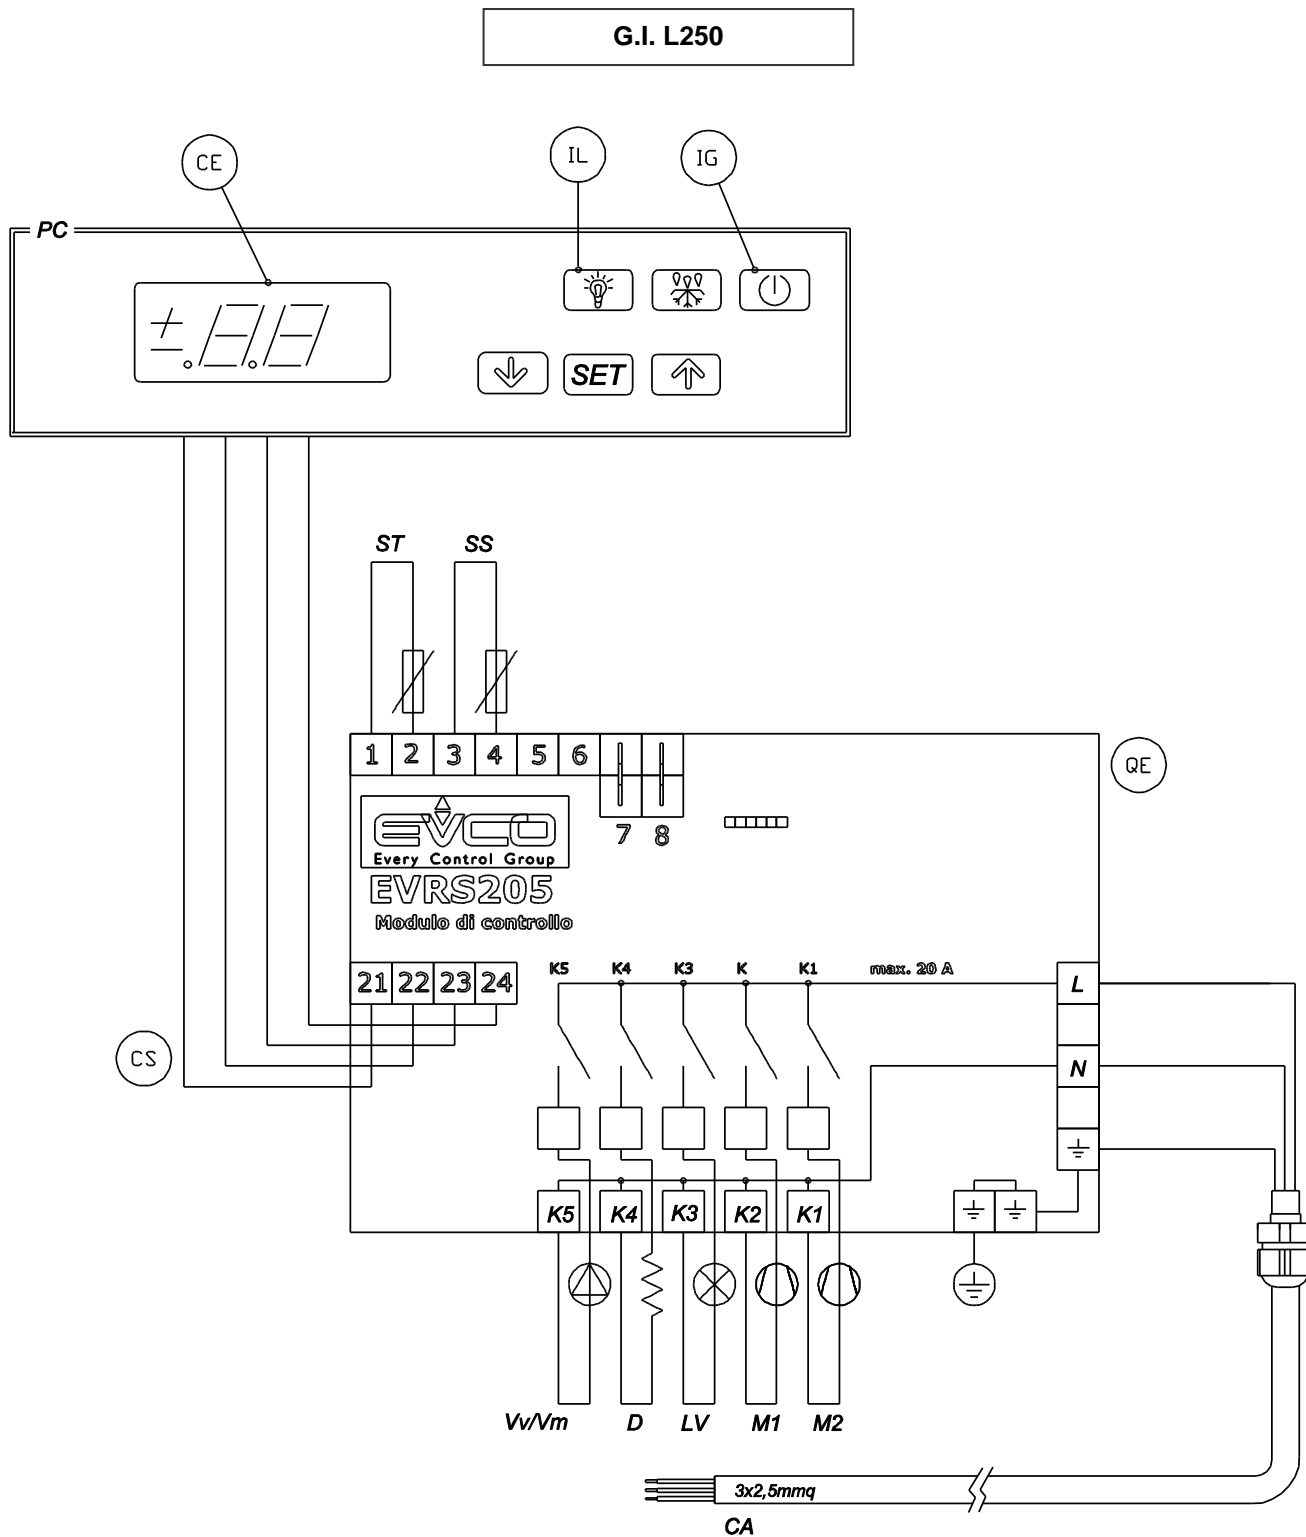 G.I. L250
CE
IL
IG
PC
SET
ST
SS
1 2 3 4 5 6
QE
7 8
EVCO
Every Control Group
EVRS205
Modulo di controllo
21 22 23 24
K5 K4 K3 K K1 max. 20 A
L
CS
N
K5 K4 K3 K2 K1
Vv/Vm D LV M1 M2
3x2,5mmq
CA